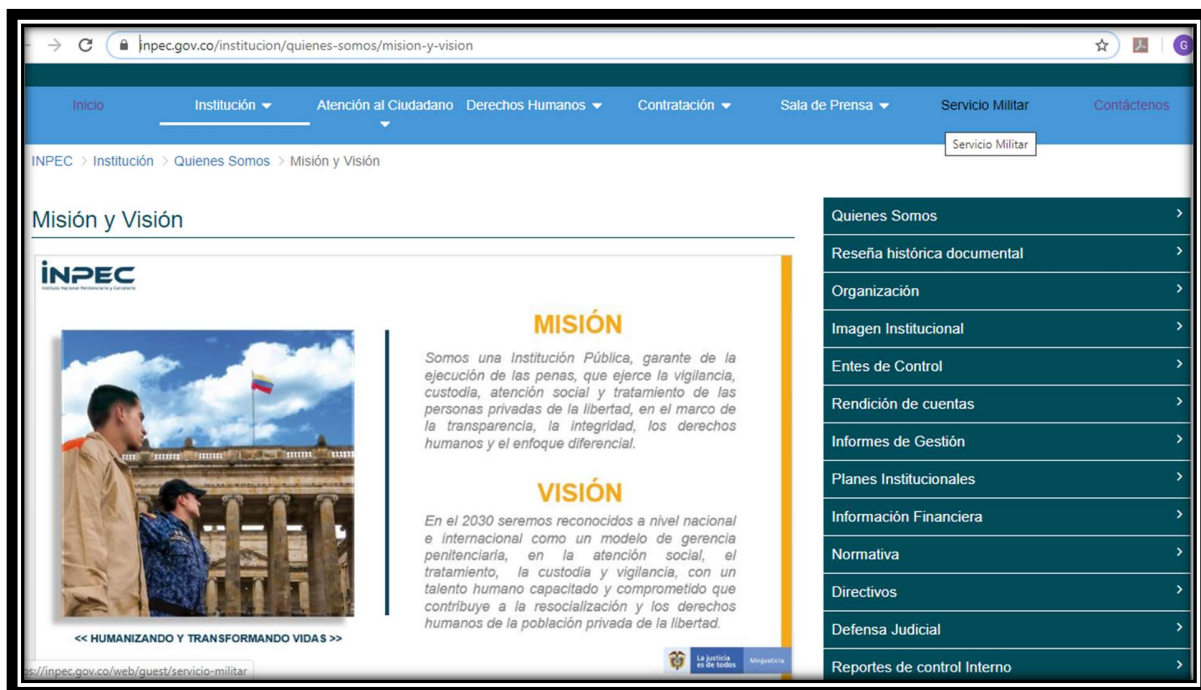 inpec.gov.co/institucion/quienes-somos/mision-y-vision
G
Inicio Institución Atención al Ciudadano Derechos Humanos Contratación Sala de Prensa Servicio Militar Contáctenos
Servicio Militar
INPEC > Institución > Quienes Somos > Misión y Visión
Misión y Visión
INPEC
Instituto Nacional Penitenciario y Carcelario
MISIÓN
Somos una Institución Pública, garante de la
ejecución de las penas, que ejerce la vigilancia,
custodia, atención social y tratamiento de las
personas privadas de la libertad, en el marco de
la transparencia, la integridad, los derechos
humanos y el enfoque diferencial.
VISIÓN
En el 2030 seremos reconocidos a nivel nacional
e internacional como un modelo de gerencia
penitenciaria, en la atención social, el
tratamiento, la custodia y vigilancia, con un
talento humano capacitado y comprometido que
contribuye a la resocialización y los derechos
humanos de la población privada de la libertad.
<< HUMANIZANDO Y TRANSFORMANDO VIDAS >>
La justicia
es de todos
Minjusticia
ps://inpec.gov.co/web/guest/servicio-militar
Quienes Somos
Reseña histórica documental
Organización
Imagen Institucional
Entes de Control
Rendición de cuentas
Informes de Gestión
Planes Institucionales
Información Financiera
Normativa
Directivos
Defensa Judicial
Reportes de control Interno